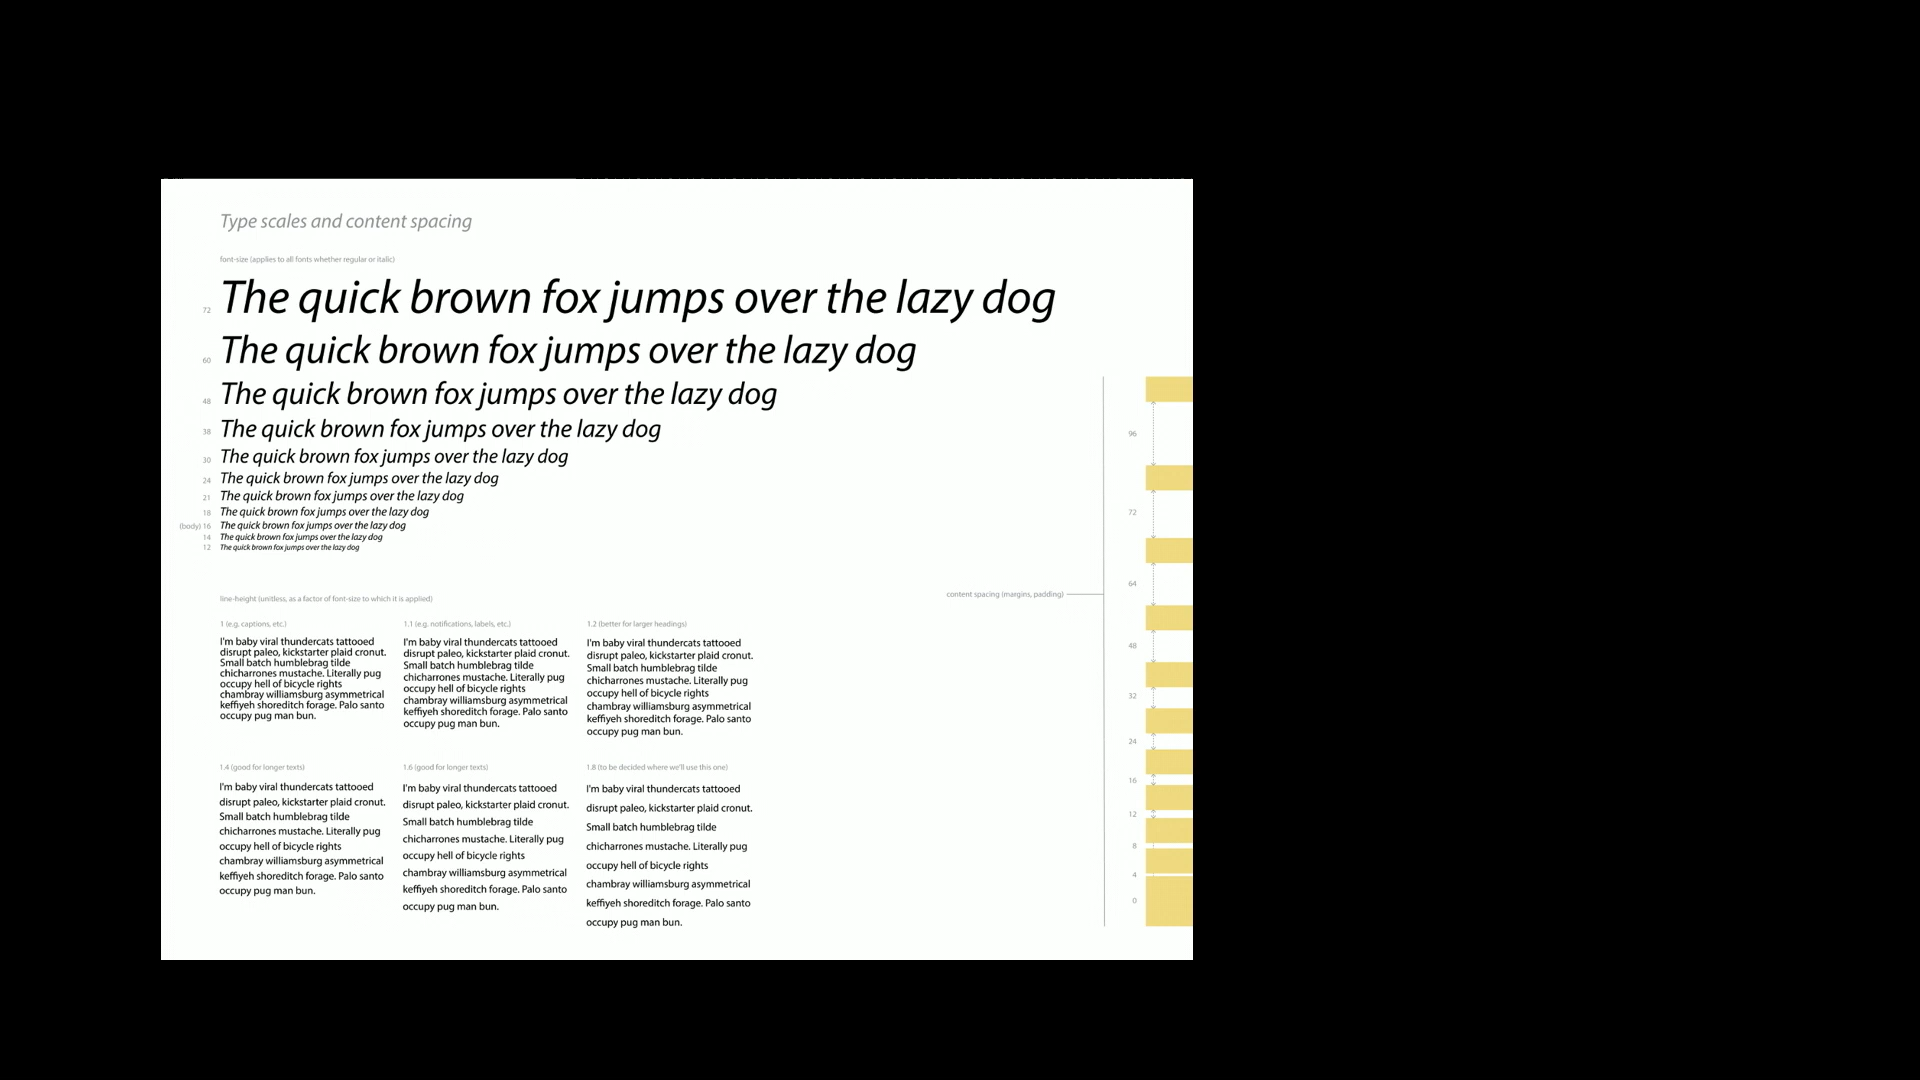 Type scales and content spacing
font-size (applies to all fonts whether regular or italic)
72 The quick brown fox jumps over the lazy dog
60 The quick brown fox jumps over the lazy dog
48 The quick brown fox jumps over the lazy dog
38 The quick brown fox jumps over the lazy dog
30 The quick brown fox jumps over the lazy dog
24 The quick brown fox jumps over the lazy dog
21 The quick brown fox jumps over the lazy dog
18 The quick brown fox jumps over the lazy dog
(body) 16 The quick brown fox jumps over the lazy dog
14 The quick brown fox jumps over the lazy dog
12 The quick brown fox jumps over the lazy dog
line-height (unitless, as a factor of font-size to which it is applied)
1 (e.g. captions, etc.)
I'm baby viral thundercats tattooed
disrupt paleo, kickstarter plaid cronut.
Small batch humblebrag tilde
chicharrones mustache. Literally pug
occupy hell of bicycle rights
chambray williamsburg asymmetrical
keffiyeh shoreditch forage. Palo santo
occupy pug man bun.
1.1 (e.g. notifications, labels, etc.)
I'm baby viral thundercats tattooed
disrupt paleo, kickstarter plaid cronut.
Small batch humblebrag tilde
chicharrones mustache. Literally pug
occupy hell of bicycle rights
chambray williamsburg asymmetrical
keffiyeh shoreditch forage. Palo santo
occupy pug man bun.
1.2 (better for larger headings)
I'm baby viral thundercats tattooed
disrupt paleo, kickstarter plaid cronut.
Small batch humblebrag tilde
chicharrones mustache. Literally pug
occupy hell of bicycle rights
chambray williamsburg asymmetrical
keffiyeh shoreditch forage. Palo santo
occupy pug man bun.
1.4 (good for longer texts)
I'm baby viral thundercats tattooed
disrupt paleo, kickstarter plaid cronut.
Small batch humblebrag tilde
chicharrones mustache. Literally pug
occupy hell of bicycle rights
chambray williamsburg asymmetrical
keffiyeh shoreditch forage. Palo santo
occupy pug man bun.
1.6 (good for longer texts)
I'm baby viral thundercats tattooed
disrupt paleo, kickstarter plaid cronut.
Small batch humblebrag tilde
chicharrones mustache. Literally pug
occupy hell of bicycle rights
chambray williamsburg asymmetrical
keffiyeh shoreditch forage. Palo santo
occupy pug man bun.
1.8 (to be decided where we'll use this one)
I'm baby viral thundercats tattooed
disrupt paleo, kickstarter plaid cronut.
Small batch humblebrag tilde
chicharrones mustache. Literally pug
occupy hell of bicycle rights
chambray williamsburg asymmetrical
keffiyeh shoreditch forage. Palo santo
occupy pug man bun.
content spacing (margins, padding)
96
72
64
48
32
24
16
12
8
4
0